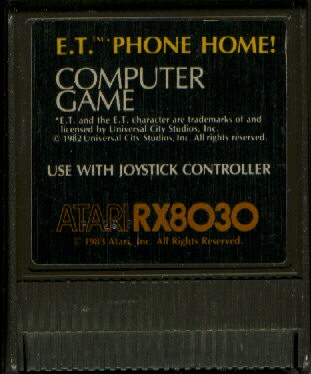 E.T.™· PHONE HOME!
COMPUTER
GAME
*E.T. and the E.T. character are trademarks of and
licensed by Universal City Studios, Inc.
© 1982 Universal City Studios, Inc. All rights reserved.
USE WITH JOYSTICK CONTROLLER
ATARI RX8030
© 1983 Atari, Inc. All Rights Reserved.